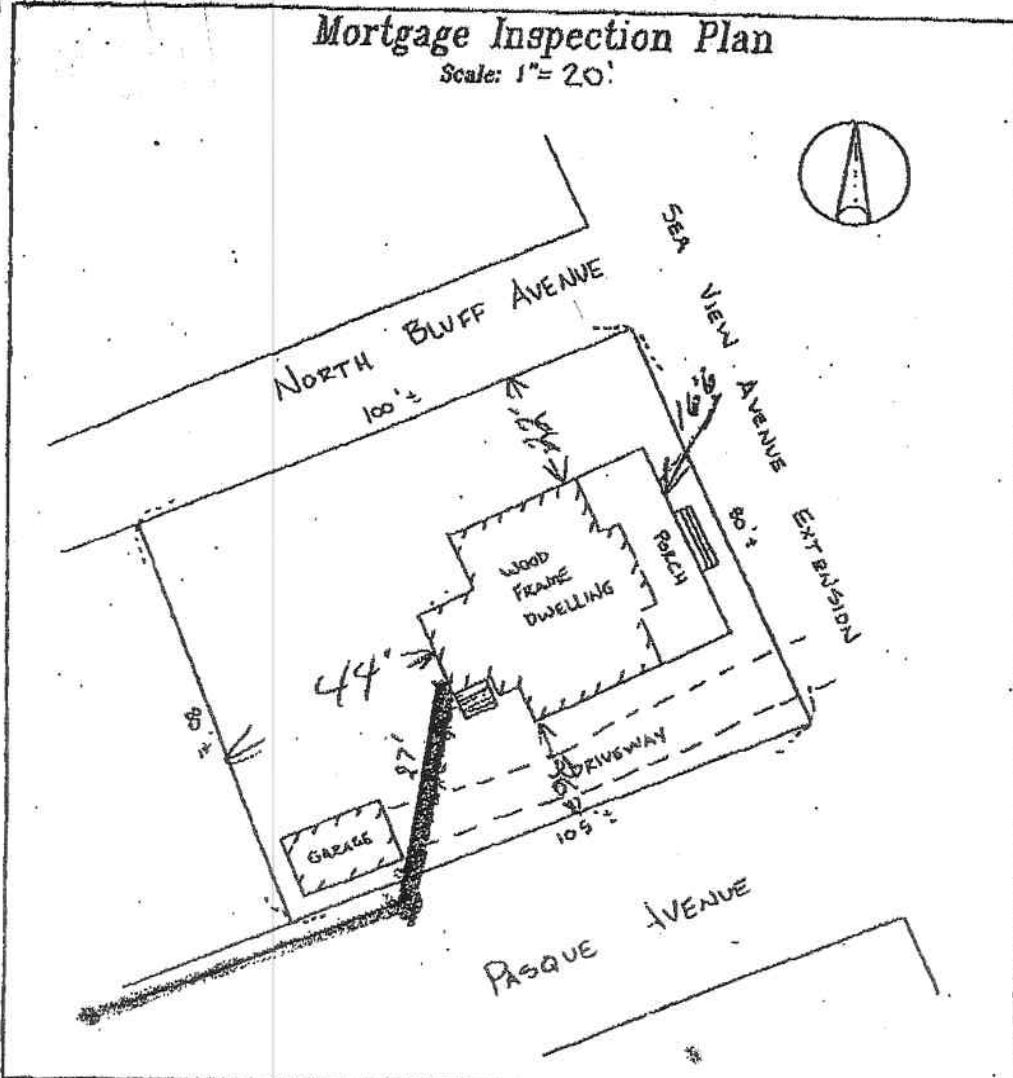 Mortgage Inspection Plan
Scale: 1"= 20'
SEA VIEW AVENUE EXTENSION
NORTH BLUFF AVENUE
100'±
80'±
PORCH
WOOD
FRAME
DWELLING
44'
27'
80'±
DRIVEWAY
GARAGE
105'±
PASQUE AVENUE